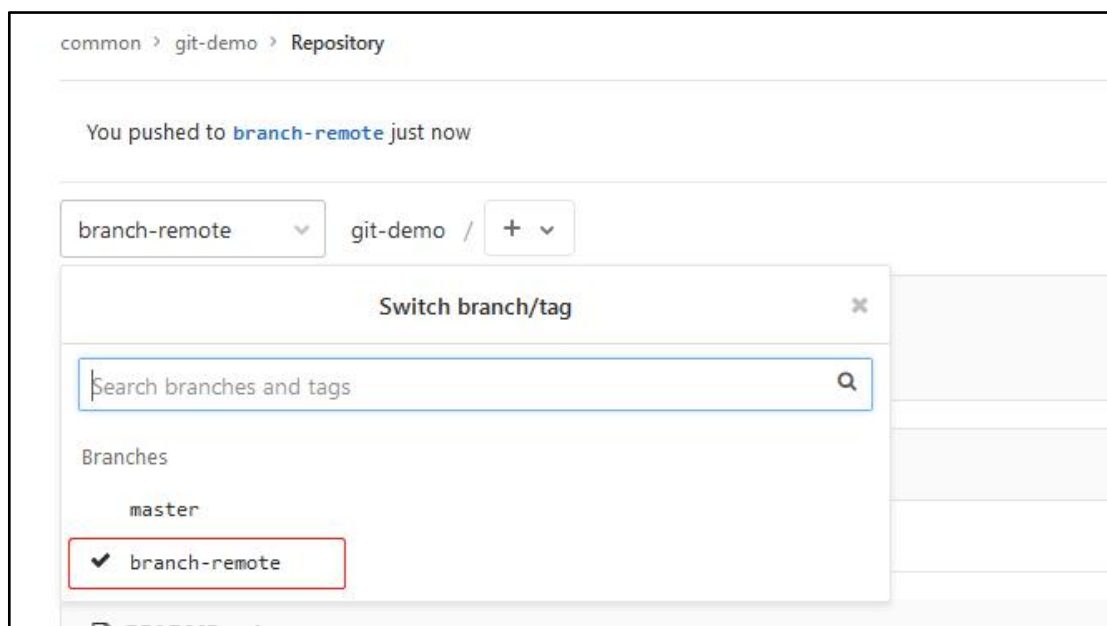 common > git-demo > Repository
You pushed to branch-remote just now
branch-remote git-demo / +
Switch branch/tag
Search branches and tags
Branches
master
branch-remote